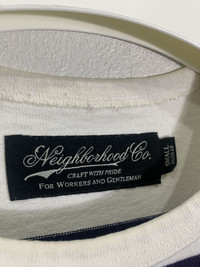 Neighborhood Co.
CRAFT WITH PRIDE
FOR WORKERS AND GENTLEMAN
SMALL